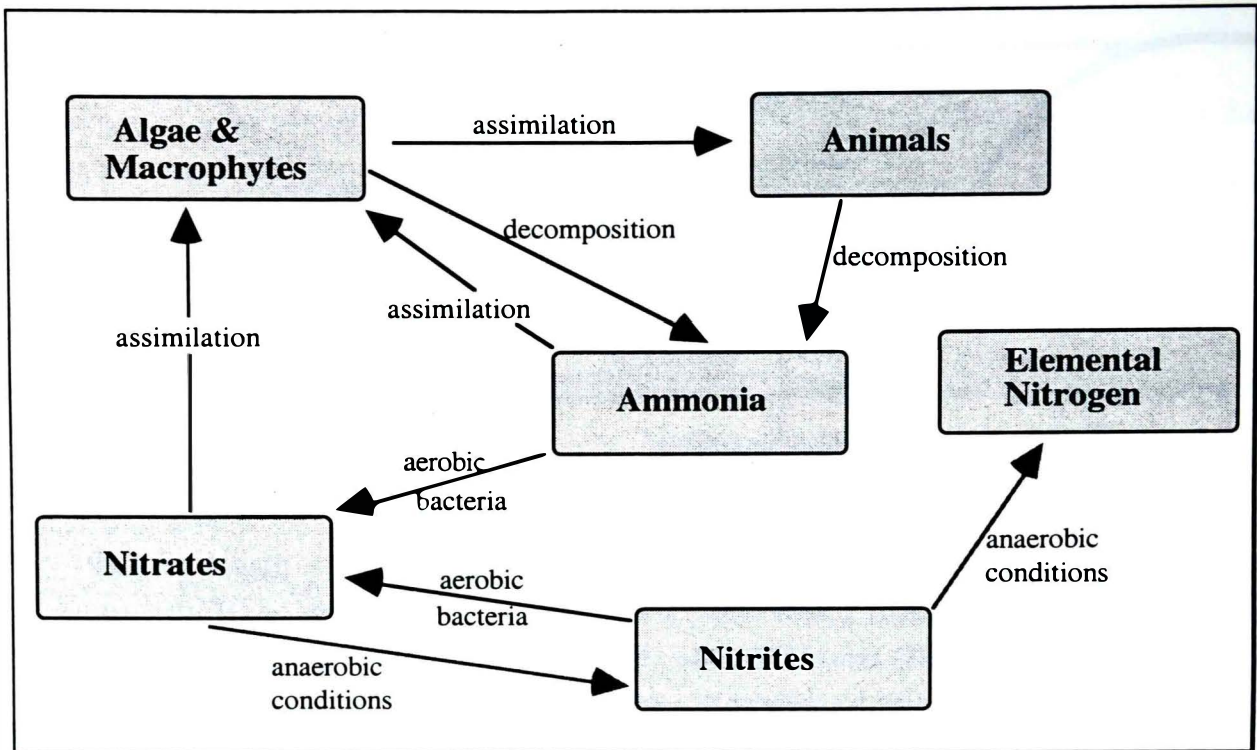 Algae &
Macrophytes
assimilation
Animals
decomposition
decomposition
assimilation
assimilation
Elemental
Nitrogen
Ammonia
aerobic
bacteria
Nitrates
anaerobic
conditions
aerobic
bacteria
Nitrites
anaerobic
conditions